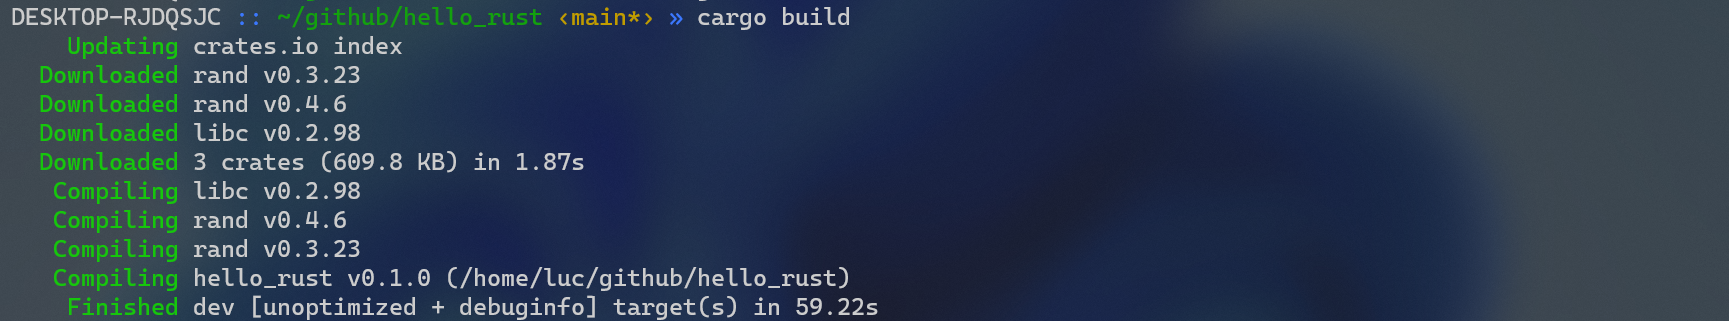 DESKTOP-RJDQSJC :: ~/github/hello_rust ‹main*› » cargo build
Updating crates.io index
Downloaded rand v0.3.23
Downloaded rand v0.4.6
Downloaded libc v0.2.98
Downloaded 3 crates (609.8 KB) in 1.87s
Compiling libc v0.2.98
Compiling rand v0.4.6
Compiling rand v0.3.23
Compiling hello_rust v0.1.0 (/home/luc/github/hello_rust)
Finished dev [unoptimized + debuginfo] target(s) in 59.22s